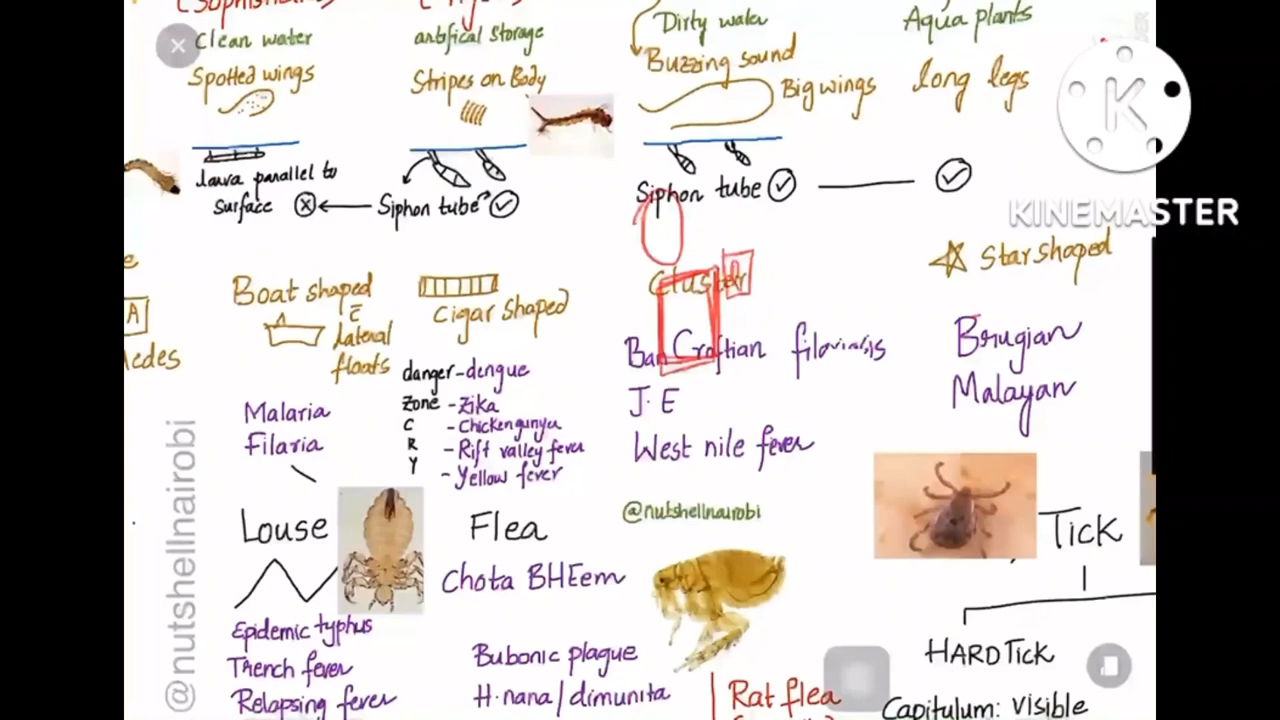 Clean water
artifical storage
Dirty water
Aqua plants
Spotted wings
Stripes on Body
Buzzing sound
Big wings
long legs
larva parallel to
surface
Siphon tube
Siphon tube
KINEMASTER
Boat shaped
c̄
lateral
floats
Cigar shaped
Cluster
Star shaped
A
Aedes
Malaria
Filaria
danger - dengue
Zone - Zika
C - Chickengunya
R - Rift valley fever
Y - Yellow fever
Bancroftian filariasis
J.E
West nile fever
Brugian
Malayan
@nutshellnairobi
@nutshellnairobi
Louse
Flea
Tick
Chota BHEem
Epidemic typhus
Trench fever
Relapsing fever
Bubonic plague
H.nana/dimunita
Rat flea
HARD TICK
Capitulum: Visible